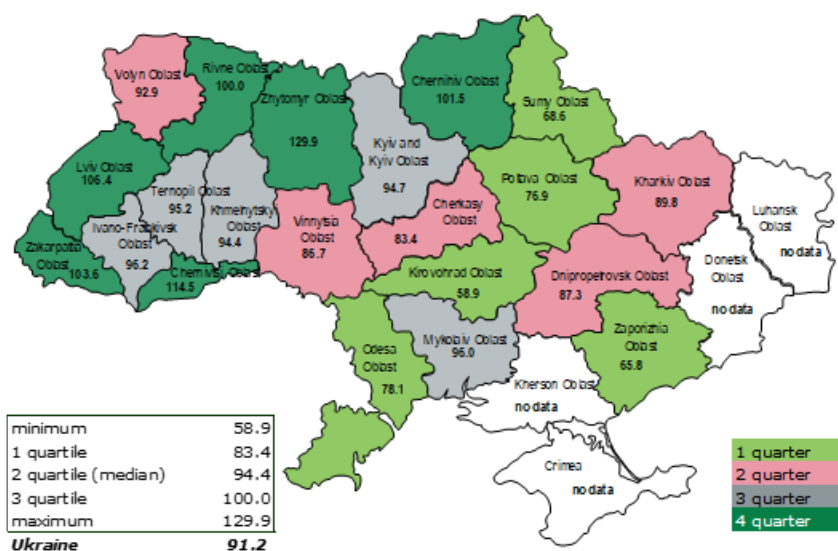 Volyn Oblast
92.9
Rivne Oblast
100.0
Zhytomyr Oblast
129.9
Chernihiv Oblast
101.5
Sumy Oblast
68.6
Kyiv and
Kyiv Oblast
94.7
Lviv Oblast
106.4
Ternopil Oblast
95.2
Khmelnytsky
Oblast
94.4
Ivano-Frankivsk
Oblast
96.2
Zakarpattia
Oblast
103.6
Chernivtsi Oblast
114.5
Vinnytsia
Oblast
86.7
Cherkasy
Oblast
83.4
Poltava Oblast
76.9
Kharkiv Oblast
89.8
Luhansk
Oblast
no data
Donetsk
Oblast
no data
Kirovohrad Oblast
58.9
Dnipropetrovsk Oblast
87.3
Zaporizhia
Oblast
65.8
Odesa
Oblast
78.1
Mykolaiv Oblast
96.0
Kherson Oblast
no data
Crimea
no data
minimum 58.9
1 quartile 83.4
2 quartile (median) 94.4
3 quartile 100.0
maximum 129.9
Ukraine 91.2
1 quarter
2 quarter
3 quarter
4 quarter